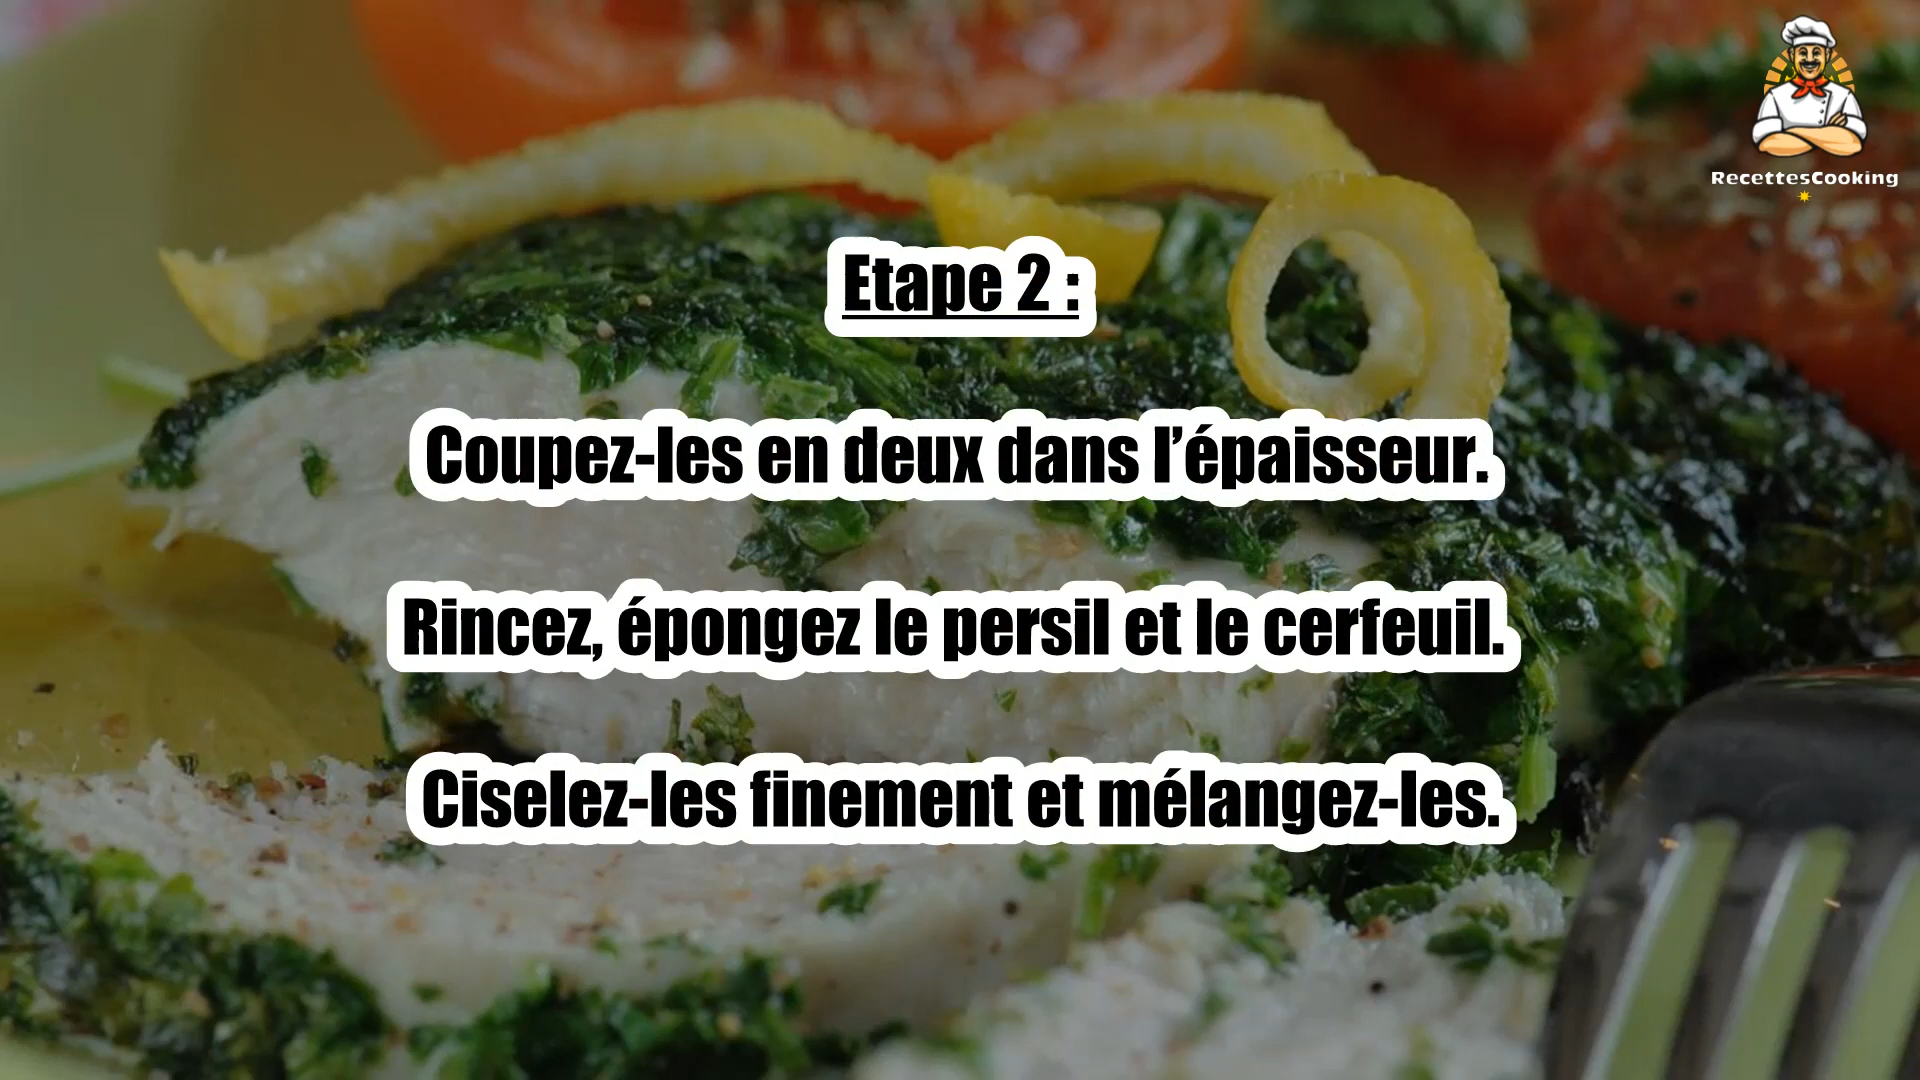 RecettesCooking
Etape 2 :
Coupez-les en deux dans l’épaisseur.
Rincez, épongez le persil et le cerfeuil.
Ciselez-les finement et mélangez-les.